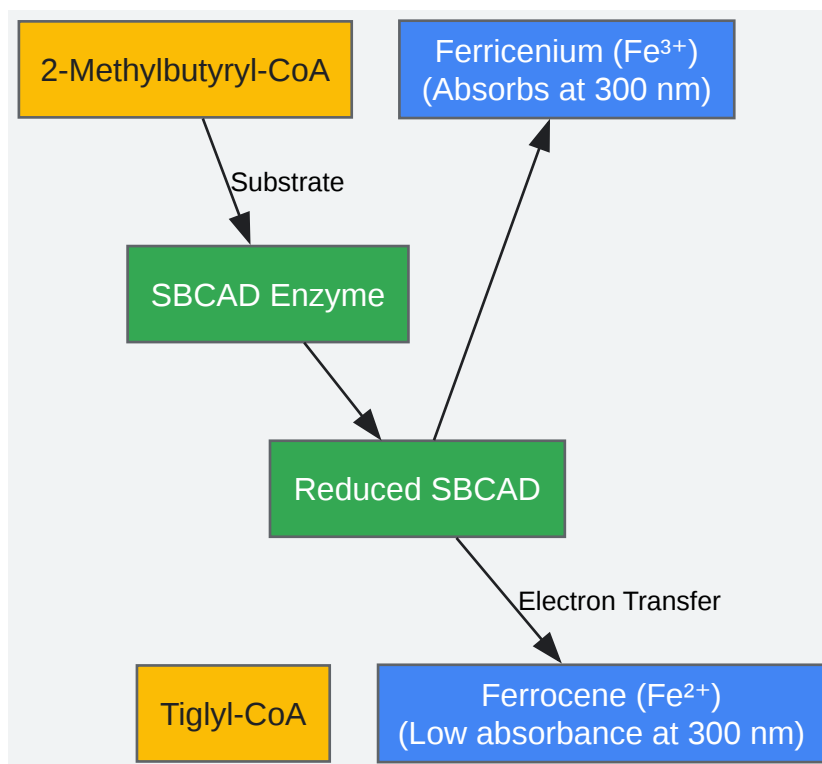 2-Methylbutyryl-CoA
Ferricenium (Fe³⁺)
(Absorbs at 300 nm)
Substrate
SBCAD Enzyme
Reduced SBCAD
Electron Transfer
Tiglyl-CoA
Ferrocene (Fe²⁺)
(Low absorbance at 300 nm)